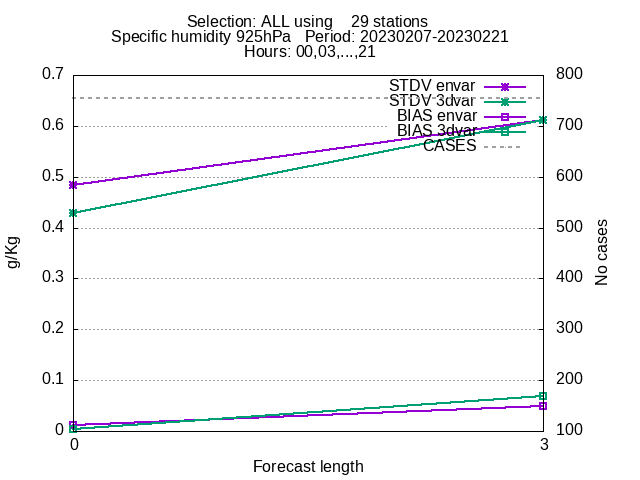 Selection: ALL using    29 stations
Specific humidity 925hPa   Period: 20230207-20230221
Hours: 00,03,...,21
0.7
0.6
0.5
0.4
0.3
0.2
0.1
0
g/Kg
800
700
600
500
400
300
200
100
No cases
STDV envar
STDV 3dvar
BIAS envar
BIAS 3dvar
CASES
0
3
Forecast length